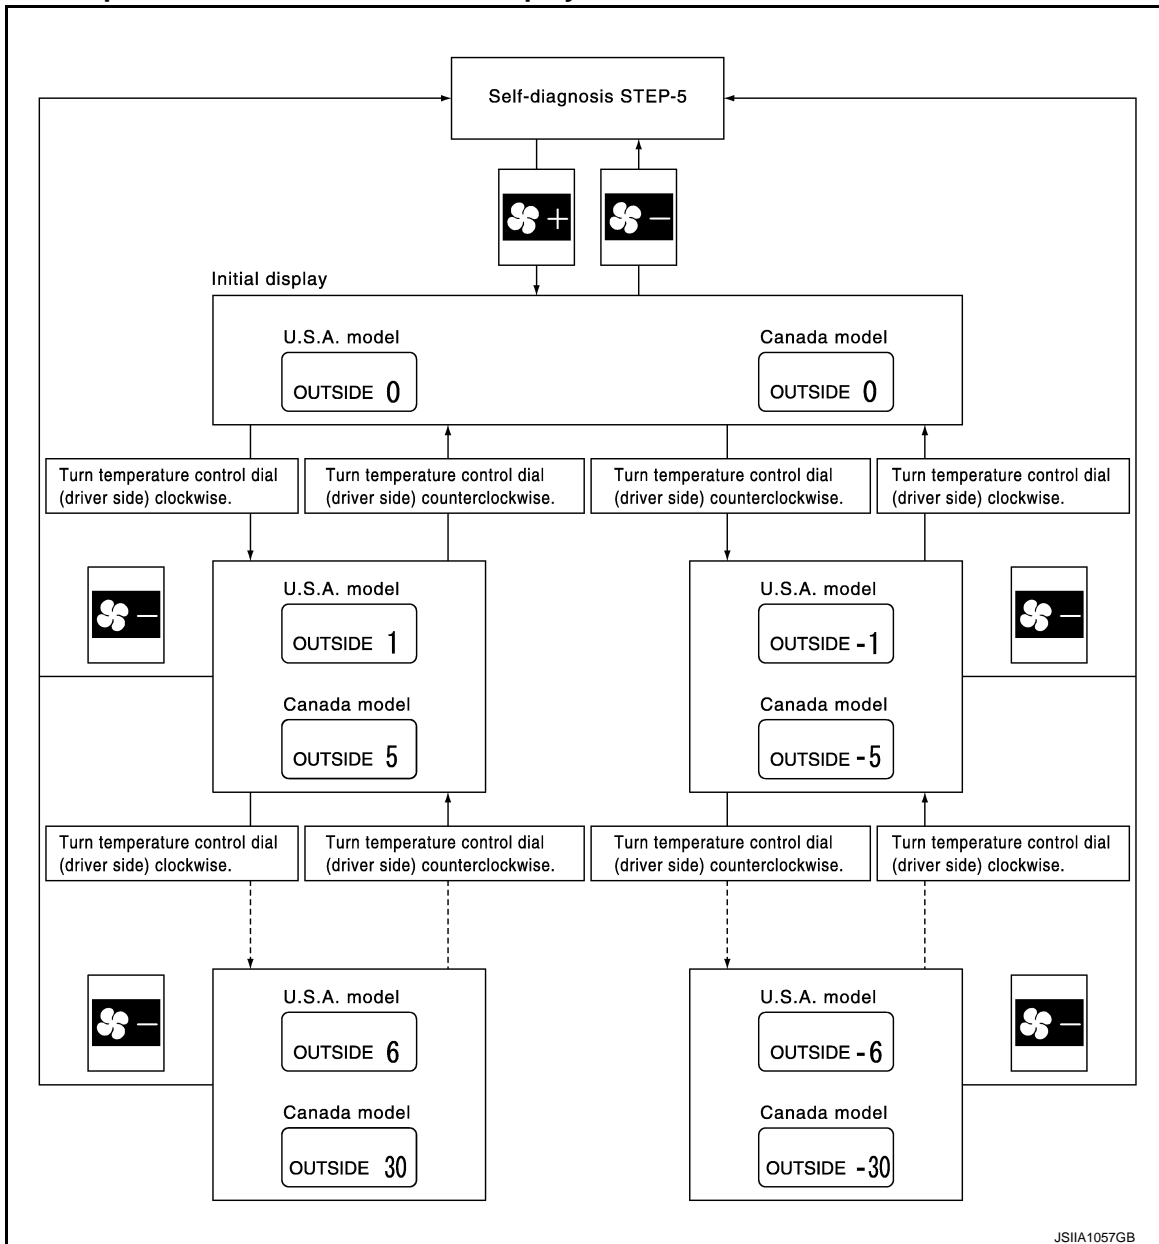 Self-diagnosis STEP-5
+
−
Initial display
U.S.A. model
OUTSIDE 0
Canada model
OUTSIDE 0
Turn temperature control dial
(driver side) clockwise.
Turn temperature control dial
(driver side) counterclockwise.
Turn temperature control dial
(driver side) counterclockwise.
Turn temperature control dial
(driver side) clockwise.
−
U.S.A. model
OUTSIDE 1
Canada model
OUTSIDE 5
U.S.A. model
OUTSIDE -1
Canada model
OUTSIDE -5
−
Turn temperature control dial
(driver side) clockwise.
Turn temperature control dial
(driver side) counterclockwise.
Turn temperature control dial
(driver side) counterclockwise.
Turn temperature control dial
(driver side) clockwise.
−
U.S.A. model
OUTSIDE 6
Canada model
OUTSIDE 30
U.S.A. model
OUTSIDE -6
Canada model
OUTSIDE -30
−
JSIIA1057GB